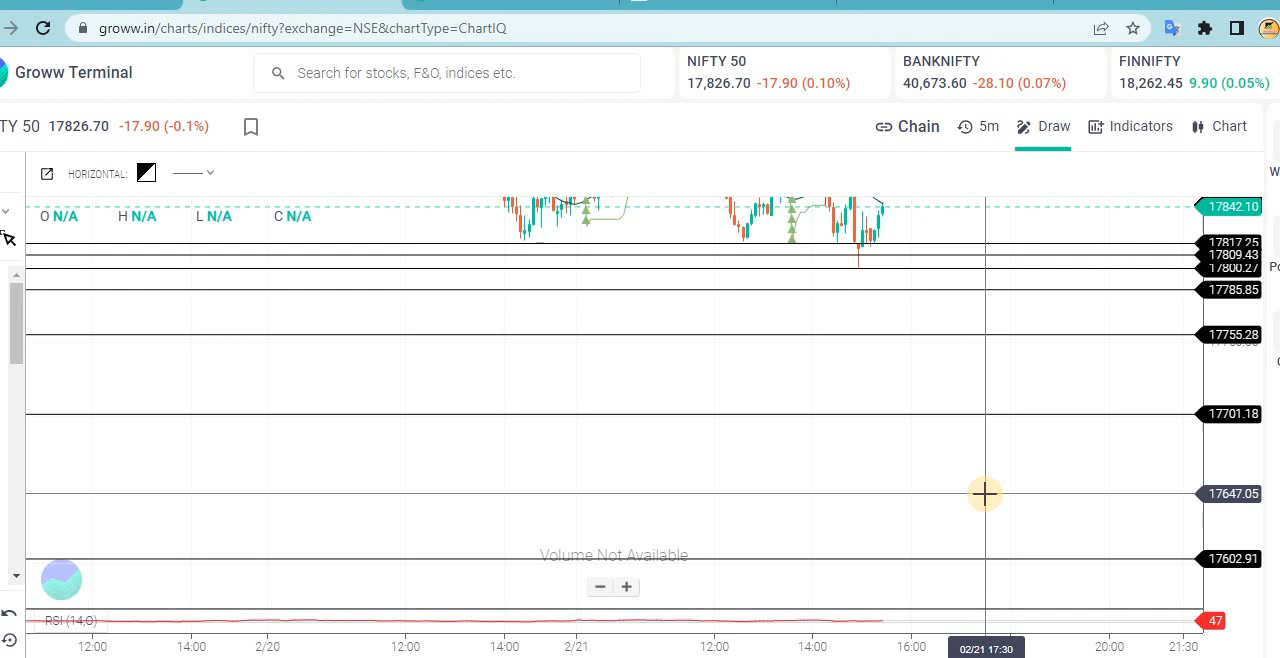 groww.in/charts/indices/nifty?exchange=NSE&chartType=ChartIQ
Groww Terminal
Search for stocks, F&O, indices etc.
NIFTY 50
17,826.70 -17.90 (0.10%)
BANKNIFTY
40,673.60 -28.10 (0.07%)
FINNIFTY
18,262.45 9.90 (0.05%)
TY 50 17826.70 -17.90 (-0.1%)
Chain
5m
Draw
Indicators
Chart
HORIZONTAL:
O N/A H N/A L N/A C N/A
17842.10
17817.25
17809.43
17800.27
17785.85
17755.28
17701.18
17647.05
Volume Not Available
17602.91
RSI (14,0)
47
12:00 14:00 2/20 12:00 14:00 2/21 12:00 14:00 16:00 02/21 17:30 20:00 21:30